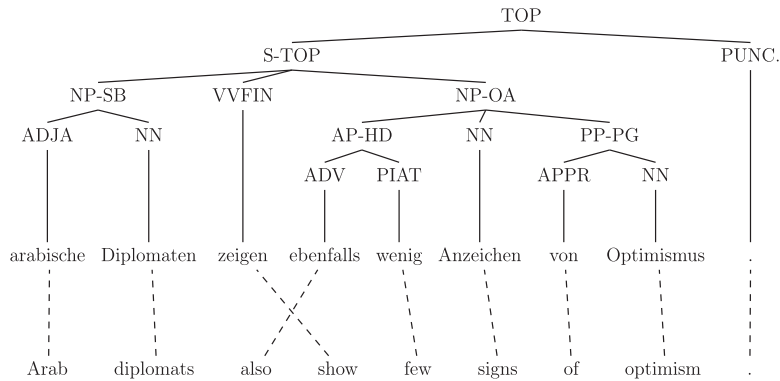 TOP
S-TOP PUNC.
NP-SB VVFIN NP-OA
ADJA NN AP-HD NN PP-PG
ADV PIAT APPR NN
arabische Diplomaten zeigen ebenfalls wenig Anzeichen von Optimismus .
Arab diplomats also show few signs of optimism .